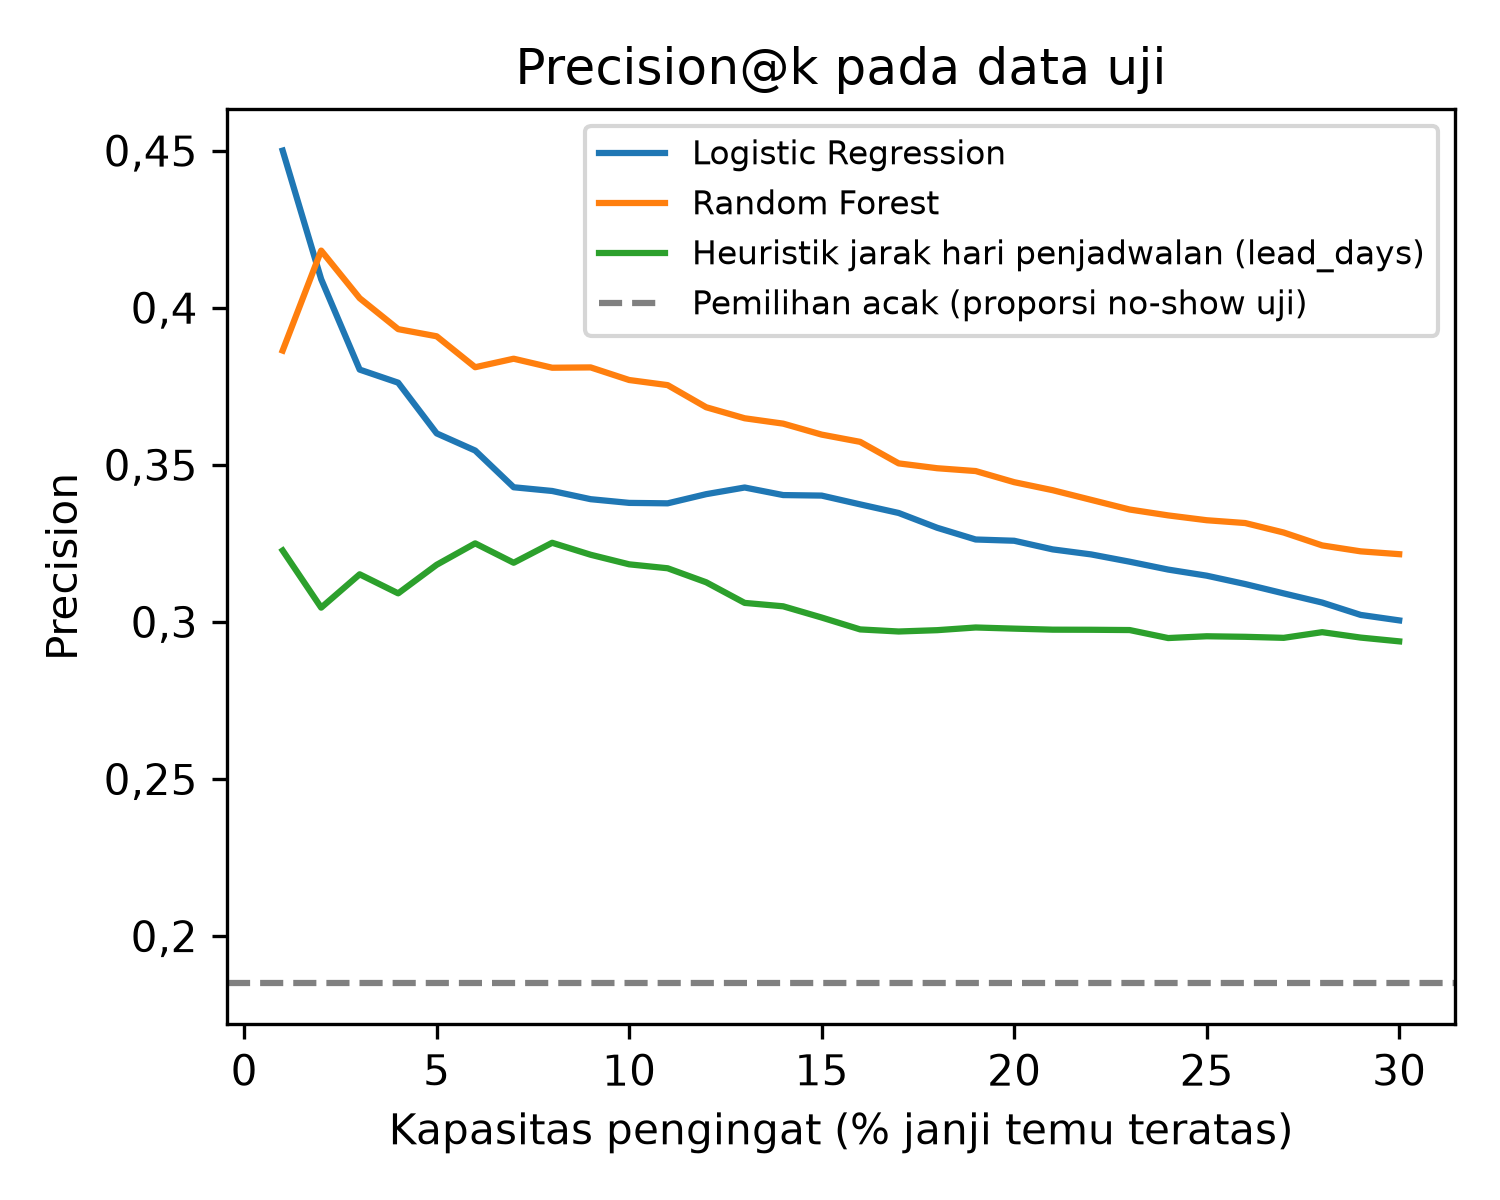 Precision@k pada data uji
Logistic Regression
Random Forest
Heuristik jarak hari penjadwalan (lead_days)
Pemilihan acak (proporsi no-show uji)
Precision
0,45
0,4
0,35
0,3
0,25
0,2
0 5 10 15 20 25 30
Kapasitas pengingat (% janji temu teratas)